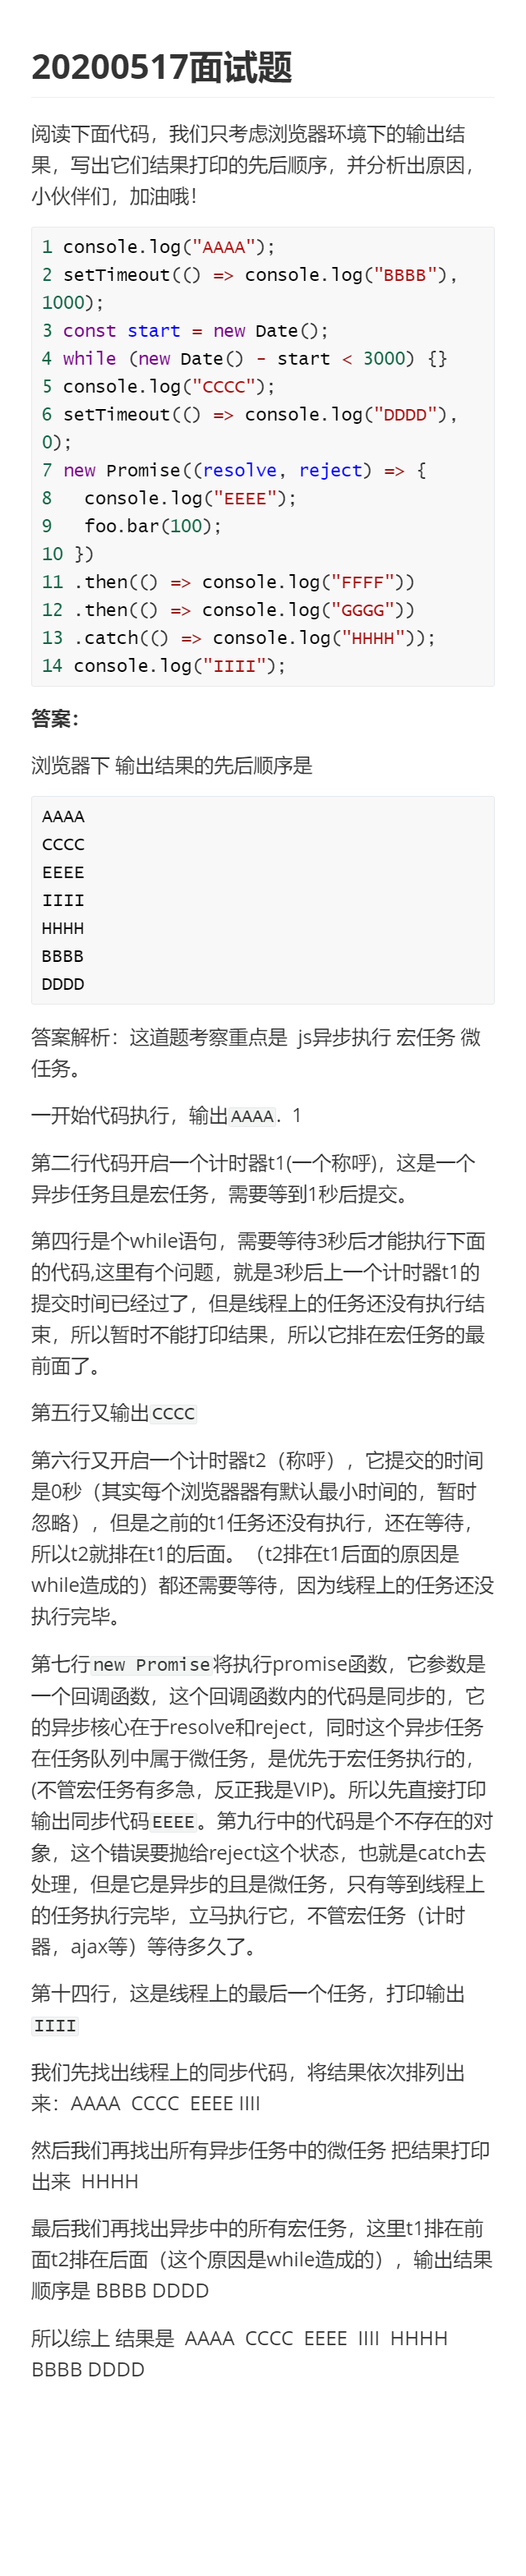 20200517面试题
阅读下面代码，我们只考虑浏览器环境下的输出结
果，写出它们结果打印的先后顺序，并分析出原因，
小伙伴们，加油哦！
1 console.log("AAAA");
2 setTimeout(() => console.log("BBBB"),
1000);
3 const start = new Date();
4 while (new Date() - start < 3000) {}
5 console.log("CCCC");
6 setTimeout(() => console.log("DDDD"),
0);
7 new Promise((resolve, reject) => {
8   console.log("EEEE");
9   foo.bar(100);
10 })
11 .then(() => console.log("FFFF"))
12 .then(() => console.log("GGGG"))
13 .catch(() => console.log("HHHH"));
14 console.log("IIII");
答案：
浏览器下 输出结果的先后顺序是
AAAA
CCCC
EEEE
IIII
HHHH
BBBB
DDDD
答案解析：这道题考察重点是 js异步执行 宏任务 微
任务。
一开始代码执行，输出AAAA. 1
第二行代码开启一个计时器t1(一个称呼)，这是一个
异步任务且是宏任务，需要等到1秒后提交。
第四行是个while语句，需要等待3秒后才能执行下面
的代码,这里有个问题，就是3秒后上一个计时器t1的
提交时间已经过了，但是线程上的任务还没有执行结
束，所以暂时不能打印结果，所以它排在宏任务的最
前面了。
第五行又输出CCCC
第六行又开启一个计时器t2（称呼），它提交的时间
是0秒（其实每个浏览器器有默认最小时间的，暂时
忽略），但是之前的t1任务还没有执行，还在等待，
所以t2就排在t1的后面。（t2排在t1后面的原因是
while造成的）都还需要等待，因为线程上的任务还没
执行完毕。
第七行new Promise将执行promise函数，它参数是
一个回调函数，这个回调函数内的代码是同步的，它
的异步核心在于resolve和reject，同时这个异步任务
在任务队列中属于微任务，是优先于宏任务执行的，
(不管宏任务有多急，反正我是VIP)。所以先直接打印
输出同步代码EEEE。第九行中的代码是个不存在的对
象，这个错误要抛给reject这个状态，也就是catch去
处理，但是它是异步的且是微任务，只有等到线程上
的任务执行完毕，立马执行它，不管宏任务（计时
器，ajax等）等待多久了。
第十四行，这是线程上的最后一个任务，打印输出
IIII
我们先找出线程上的同步代码，将结果依次排列出
来：AAAA CCCC EEEE IIII
然后我们再找出所有异步任务中的微任务 把结果打印
出来 HHHH
最后我们再找出异步中的所有宏任务，这里t1排在前
面t2排在后面（这个原因是while造成的），输出结果
顺序是 BBBB DDDD
所以综上 结果是 AAAA CCCC EEEE IIII HHHH
BBBB DDDD